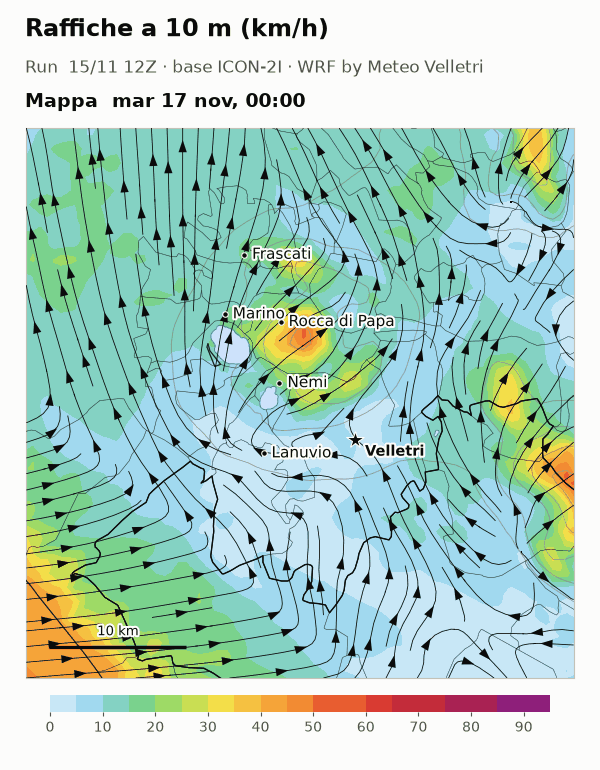 Raffiche a 10 m (km/h)
Run  15/11 12Z · base ICON-2I · WRF by Meteo Velletri
Mappa  mar 17 nov, 00:00
Frascati
Marino
Rocca di Papa
Nemi
Lanuvio
Velletri
10 km
0 10 20 30 40 50 60 70 80 90